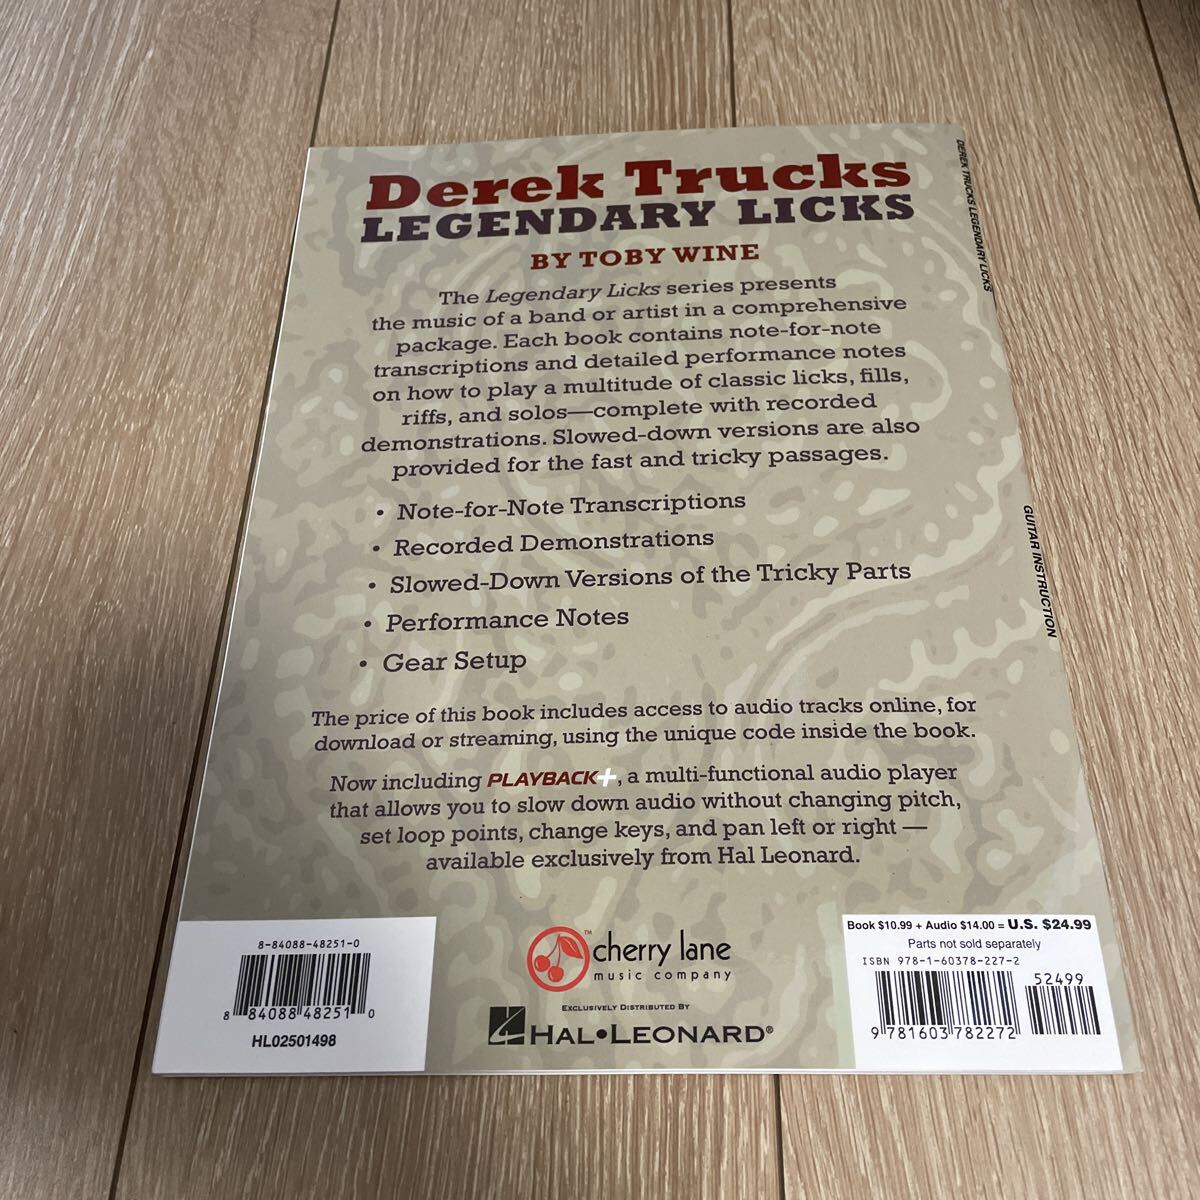 Derek Trucks
LEGENDARY LICKS
BY TOBY WINE
The Legendary Licks series presents
the music of a band or artist in a comprehensive
package. Each book contains note-for-note
transcriptions and detailed performance notes
on how to play a multitude of classic licks, fills,
riffs, and solos—complete with recorded
demonstrations. Slowed-down versions are also
provided for the fast and tricky passages.
• Note-for-Note Transcriptions
• Recorded Demonstrations
• Slowed-Down Versions of the Tricky Parts
• Performance Notes
• Gear Setup
The price of this book includes access to audio tracks online, for
download or streaming, using the unique code inside the book.
Now including PLAYBACK+, a multi-functional audio player
that allows you to slow down audio without changing pitch,
set loop points, change keys, and pan left or right —
available exclusively from Hal Leonard.
DEREK TRUCKS LEGENDARY LICKS
GUITAR INSTRUCTION
8-84088-48251-0
8 84088 48251 0
HL02501498
™
cherry lane
music company
EXCLUSIVELY DISTRIBUTED BY
HAL•LEONARD®
Book $10.99 + Audio $14.00 = U.S. $24.99
Parts not sold separately
ISBN 978-1-60378-227-2
52499
9 781603 782272